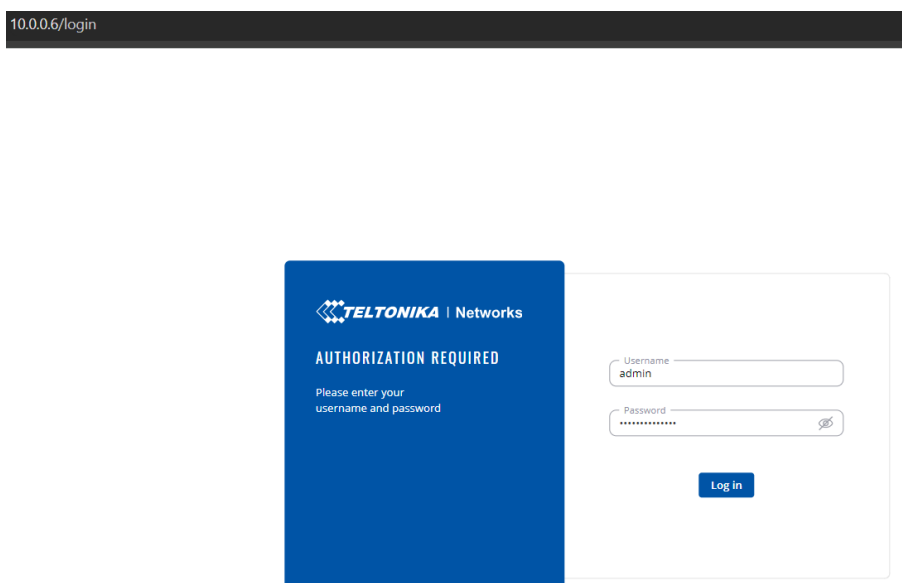 10.0.0.6/login
TELTONIKA | Networks
AUTHORIZATION REQUIRED
Please enter your
username and password
Username
admin
Password
••••••••••••••
Log in